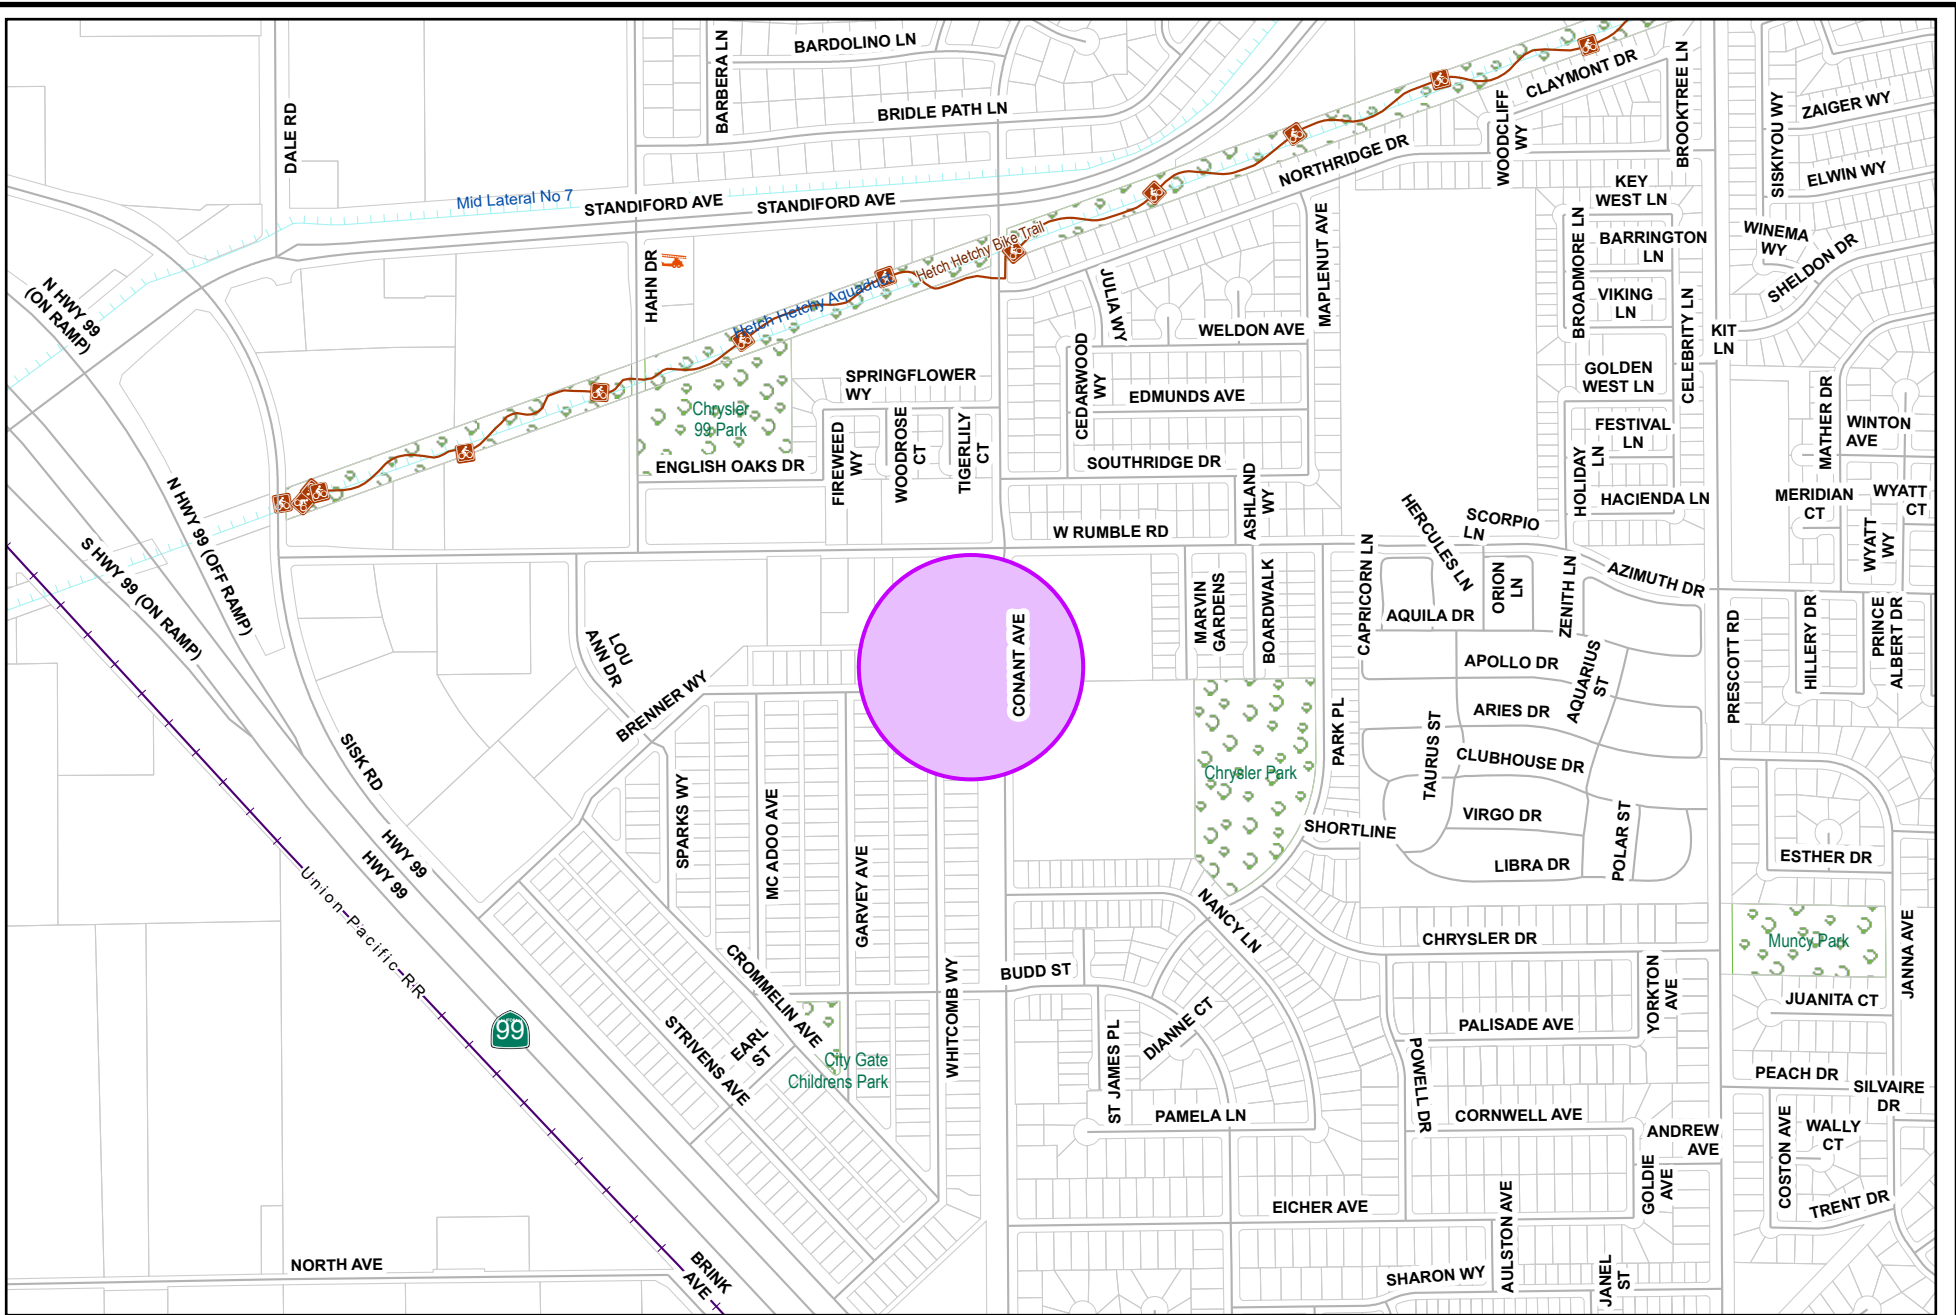 BARDOLINO LN
BARBERA LN
BRIDLE PATH LN
DALE RD
Mid Lateral No 7
STANDIFORD AVE
STANDIFORD AVE
CLAYMONT DR
WOODCLIFF
WY
BROOKTREE LN
SISKIYOU WY
ZAIGER WY
ELWIN WY
NORTHRIDGE DR
KEY
WEST LN
BROADMORE LN
BARRINGTON
LN
WINEMA
WY
SHELDON DR
VIKING
LN
KIT
LN
N HWY 99
(ON RAMP)
HAHN DR
Hetch Hetchy Bike Trail
Hetch Hetchy Aquaduct
JULIA WY
MAPLENUT AVE
WELDON AVE
CEDARWOOD
WY
EDMUNDS AVE
SOUTHRIDGE DR
GOLDEN
WEST LN
CELEBRITY LN
MATHER DR
WINTON
AVE
FESTIVAL
LN
HOLIDAY
LN
HACIENDA LN
MERIDIAN
CT
WYATT
CT
WYATT
WY
Chrysler
99 Park
SPRINGFLOWER
WY
FIREWEED
WY
WOODROSE
CT
TIGERLILY
CT
ENGLISH OAKS DR
N HWY 99 (OFF RAMP)
S HWY 99 (ON RAMP)
W RUMBLE RD
ASHLAND
WY
HERCULES LN
SCORPIO
LN
CAPRICORN LN
ORION
LN
ZENITH LN
AZIMUTH DR
AQUILA DR
MARVIN
GARDENS
BOARDWALK
CONANT AVE
LOU
ANN DR
BRENNER WY
SISK RD
APOLLO DR
AQUARIUS
ST
ARIES DR
TAURUS ST
CLUBHOUSE DR
PARK PL
PRESCOTT RD
HILLERY DR
PRINCE
ALBERT DR
Chrysler Park
SHORTLINE
VIRGO DR
POLAR ST
LIBRA DR
ESTHER DR
SPARKS WY
MC ADOO AVE
GARVEY AVE
HWY 99
HWY 99
Union Pacific RR
99
NANCY LN
CHRYSLER DR
Muncy Park
JANNA AVE
CROMMELIN AVE
WHITCOMB WY
BUDD ST
STRIVENS AVE
EARL
ST
City Gate
Childrens Park
ST JAMES PL
DIANNE CT
PAMELA LN
YORKTON
AVE
PALISADE AVE
POWELL DR
CORNWELL AVE
JUANITA CT
PEACH DR
SILVAIRE
DR
COSTON AVE
WALLY
CT
ANDREW
AVE
GOLDIE
AVE
TRENT DR
EICHER AVE
AULSTON AVE
SHARON WY
JANEL
ST
NORTH AVE
BRINK
AVE